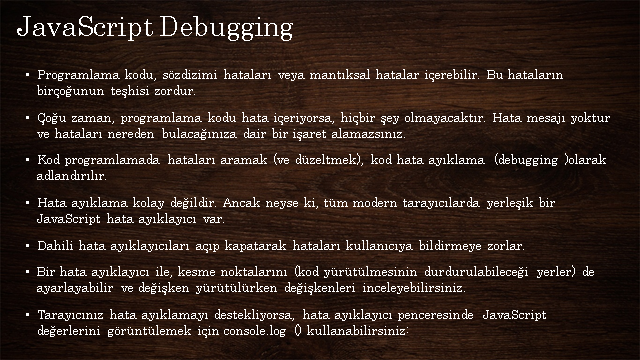 JavaScript Debugging
• Programlama kodu, sözdizimi hataları veya mantıksal hatalar içerebilir. Bu hataların
birçoğunun teşhisi zordur.
• Çoğu zaman, programlama kodu hata içeriyorsa, hiçbir şey olmayacaktır. Hata mesajı yoktur
ve hataları nereden bulacağınıza dair bir işaret alamazsınız.
• Kod programlamada hataları aramak (ve düzeltmek), kod hata ayıklama (debugging )olarak
adlandırılır.
• Hata ayıklama kolay değildir. Ancak neyse ki, tüm modern tarayıcılarda yerleşik bir
JavaScript hata ayıklayıcı var.
• Dahili hata ayıklayıcıları açıp kapatarak hataları kullanıcıya bildirmeye zorlar.
• Bir hata ayıklayıcı ile, kesme noktalarını (kod yürütülmesinin durdurulabileceği yerler) de
ayarlayabilir ve değişken yürütülürken değişkenleri inceleyebilirsiniz.
• Tarayıcınız hata ayıklamayı destekliyorsa, hata ayıklayıcı penceresinde JavaScript
değerlerini görüntülemek için console.log () kullanabilirsiniz: